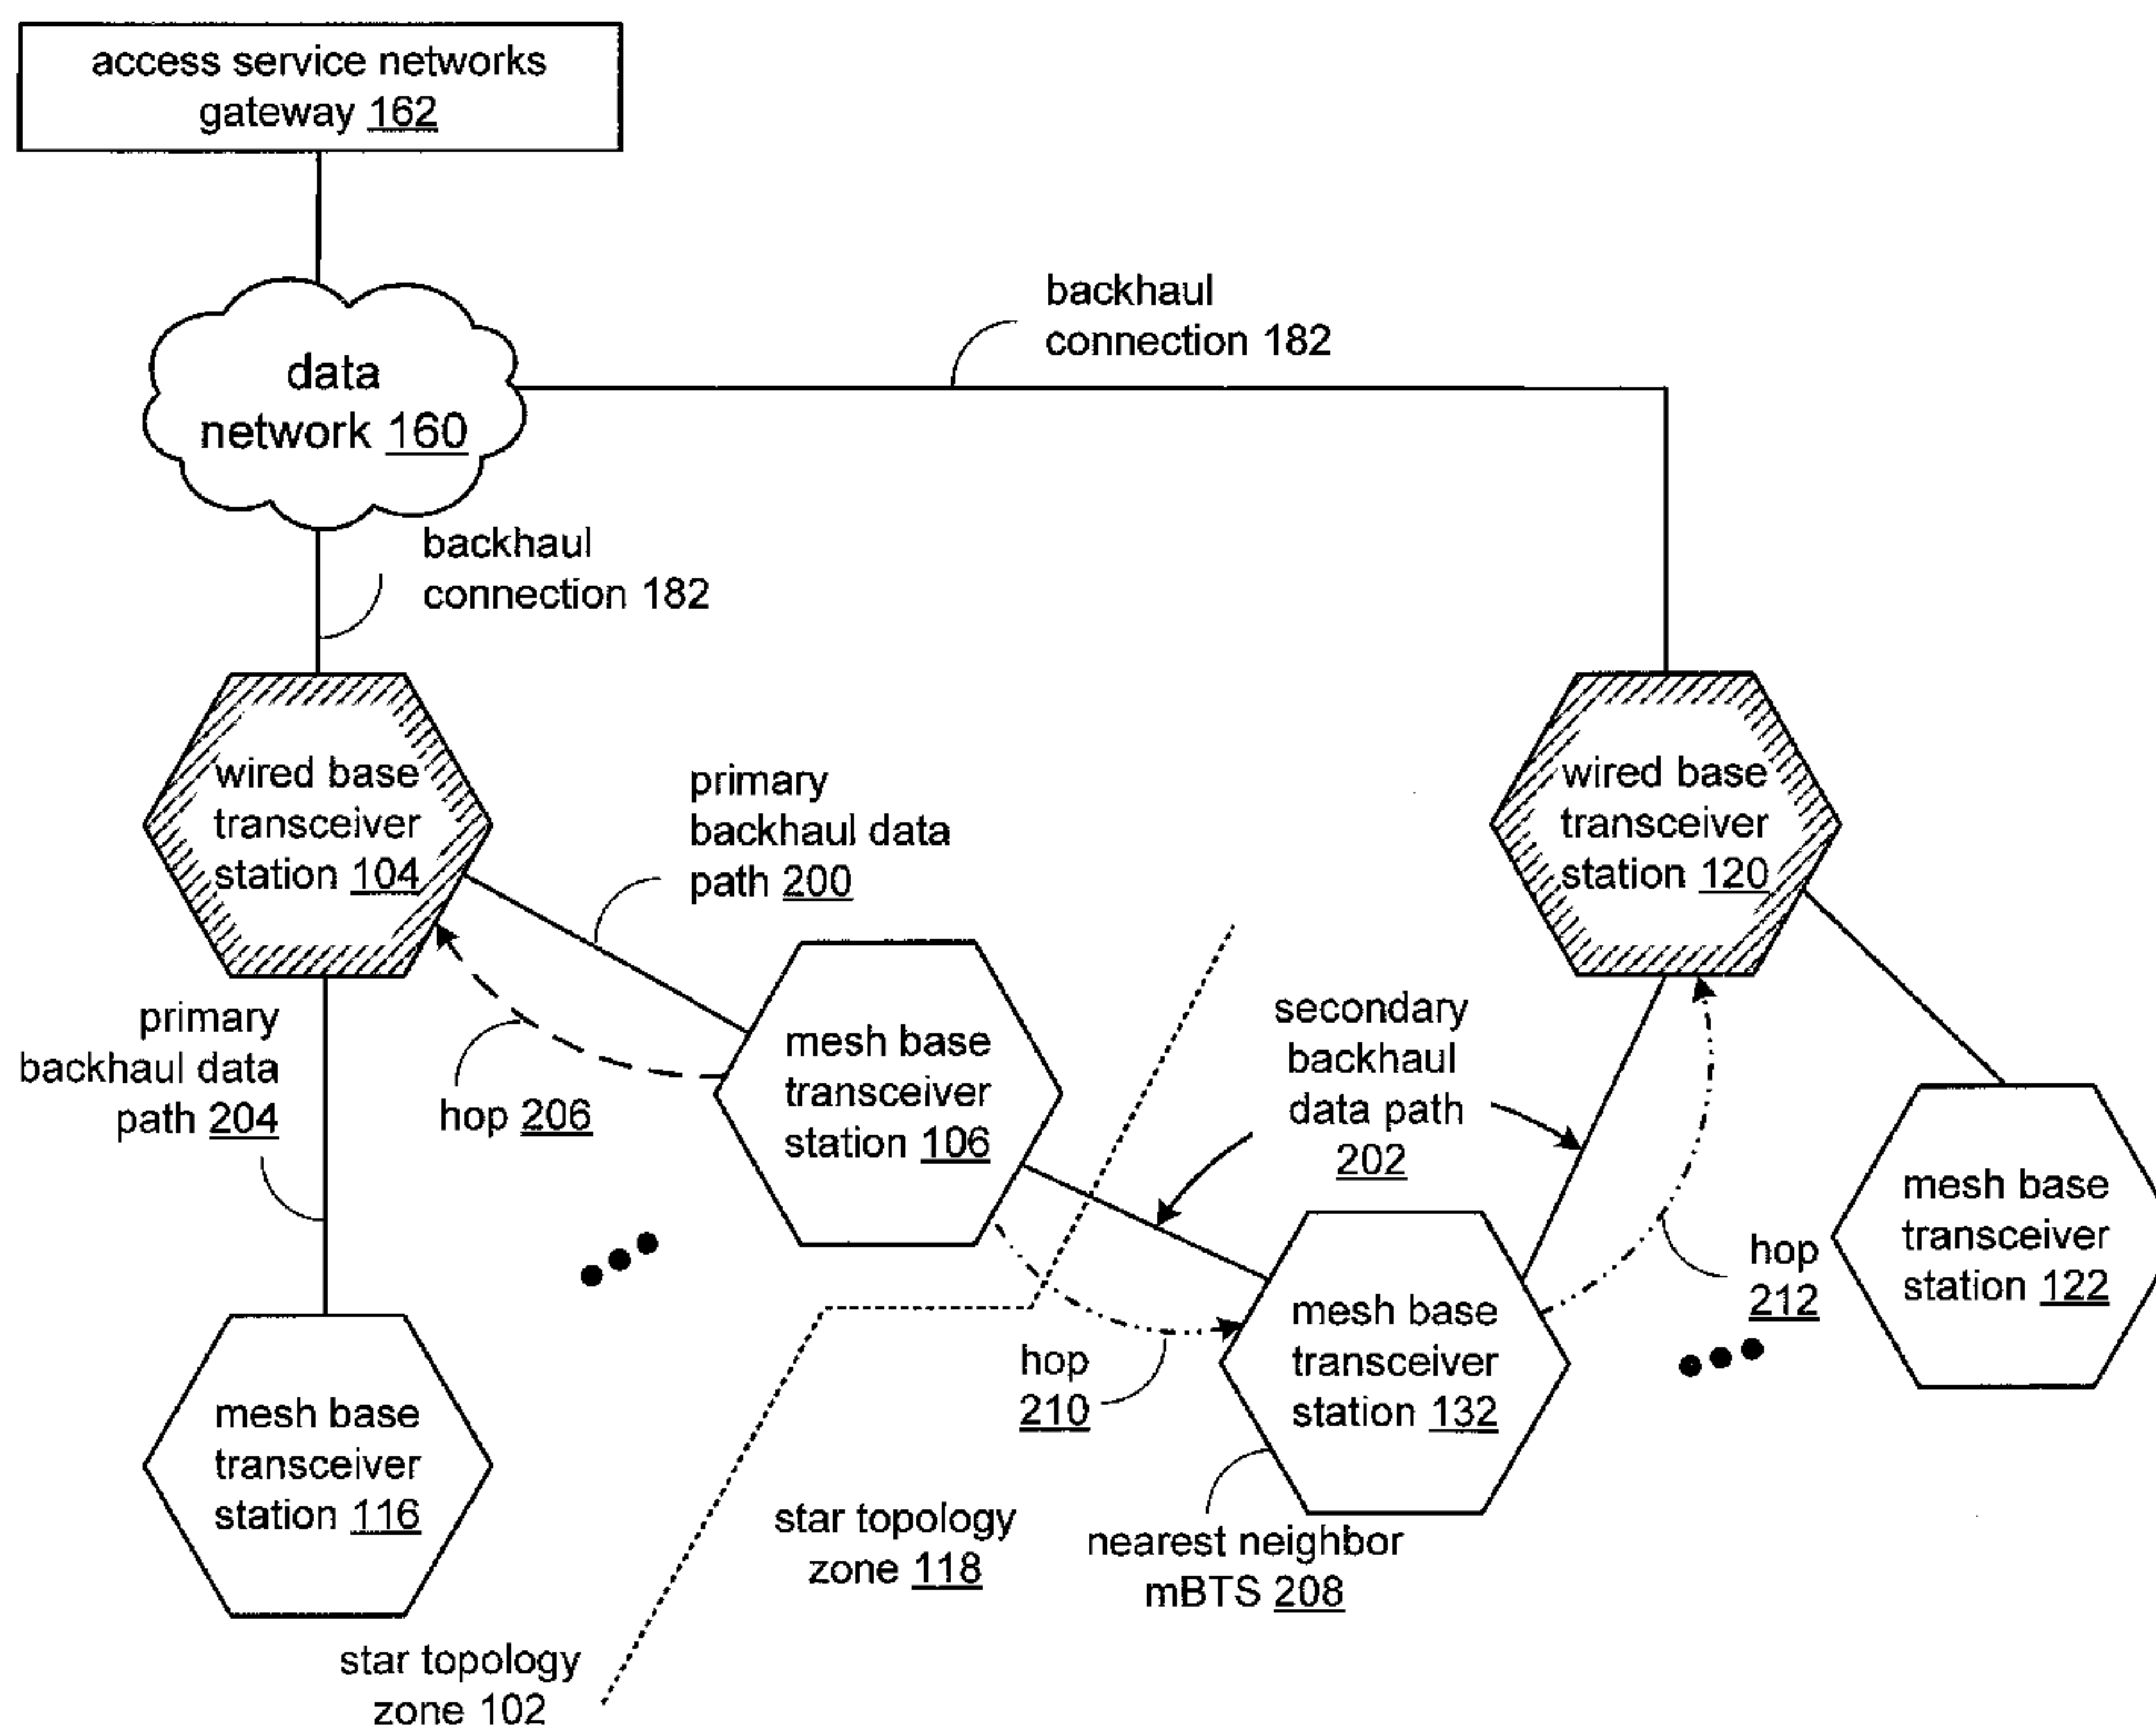 access service networks
gateway 162
backhaul
connection 182
data
network 160
backhaul
connection 182
wired base
transceiver
station 104
primary
backhaul data
path 200
wired base
transceiver
station 120
primary
backhaul data
path 204
hop 206
mesh base
transceiver
station 106
secondary
backhaul
data path
202
mesh base
transceiver
station 122
hop
212
hop
210
mesh base
transceiver
station 132
mesh base
transceiver
station 116
star topology
zone 118
nearest neighbor
mBTS 208
star topology
zone 102